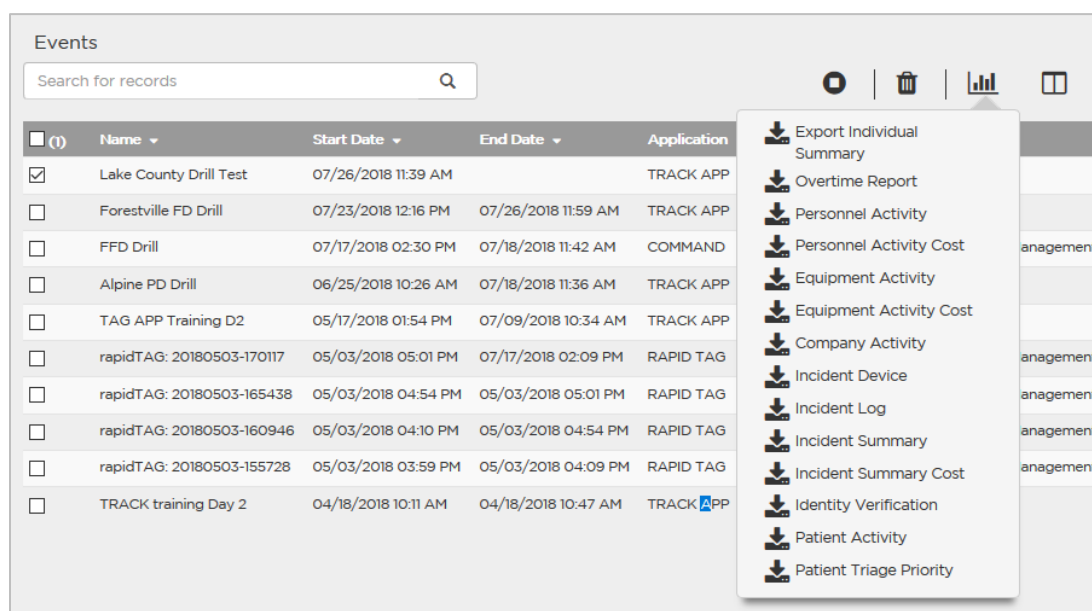 Events
Search for records
(1) Name Start Date End Date Application
Lake County Drill Test 07/26/2018 11:39 AM TRACK APP
Forestville FD Drill 07/23/2018 12:16 PM 07/26/2018 11:59 AM TRACK APP
FFD Drill 07/17/2018 02:30 PM 07/18/2018 11:42 AM COMMAND anagement
Alpine PD Drill 06/25/2018 10:26 AM 07/18/2018 11:36 AM TRACK APP
TAG APP Training D2 05/17/2018 01:54 PM 07/09/2018 10:34 AM TRACK APP
rapidTAG: 20180503-170117 05/03/2018 05:01 PM 07/17/2018 02:09 PM RAPID TAG anagement
rapidTAG: 20180503-165438 05/03/2018 04:54 PM 05/03/2018 05:01 PM RAPID TAG anagement
rapidTAG: 20180503-160946 05/03/2018 04:10 PM 05/03/2018 04:54 PM RAPID TAG anagement
rapidTAG: 20180503-155728 05/03/2018 03:59 PM 05/03/2018 04:09 PM RAPID TAG anagement
TRACK training Day 2 04/18/2018 10:11 AM 04/18/2018 10:47 AM TRACK APP
Export Individual
Summary
Overtime Report
Personnel Activity
Personnel Activity Cost
Equipment Activity
Equipment Activity Cost
Company Activity
Incident Device
Incident Log
Incident Summary
Incident Summary Cost
Identity Verification
Patient Activity
Patient Triage Priority